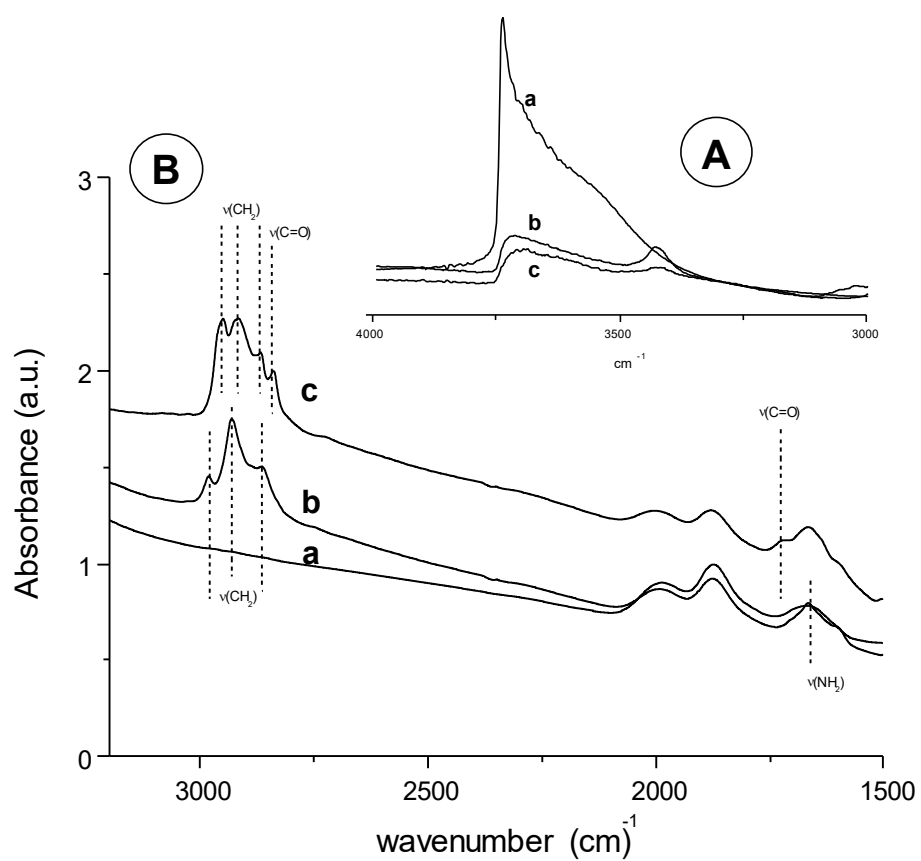 A
a
b
c
4000
3500
3000
cm -1
B
ν(CH2)
ν(C=O)
3
2
1
0
Absorbance (a.u.)
c
b
a
ν(CH2)
ν(C=O)
ν(NH2)
3000
2500
2000
1500
wavenumber (cm)-1